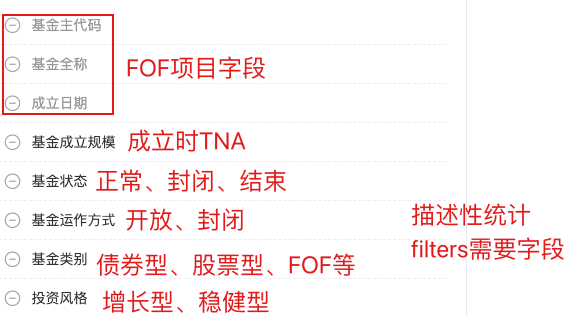 基金主代码
基金全称
FOF项目字段
成立日期
基金成立规模 成立时TNA
基金状态 正常、封闭、结束
基金运作方式 开放、封闭
描述性统计
filters需要字段
基金类别 债券型、股票型、FOF等
投资风格 增长型、稳健型